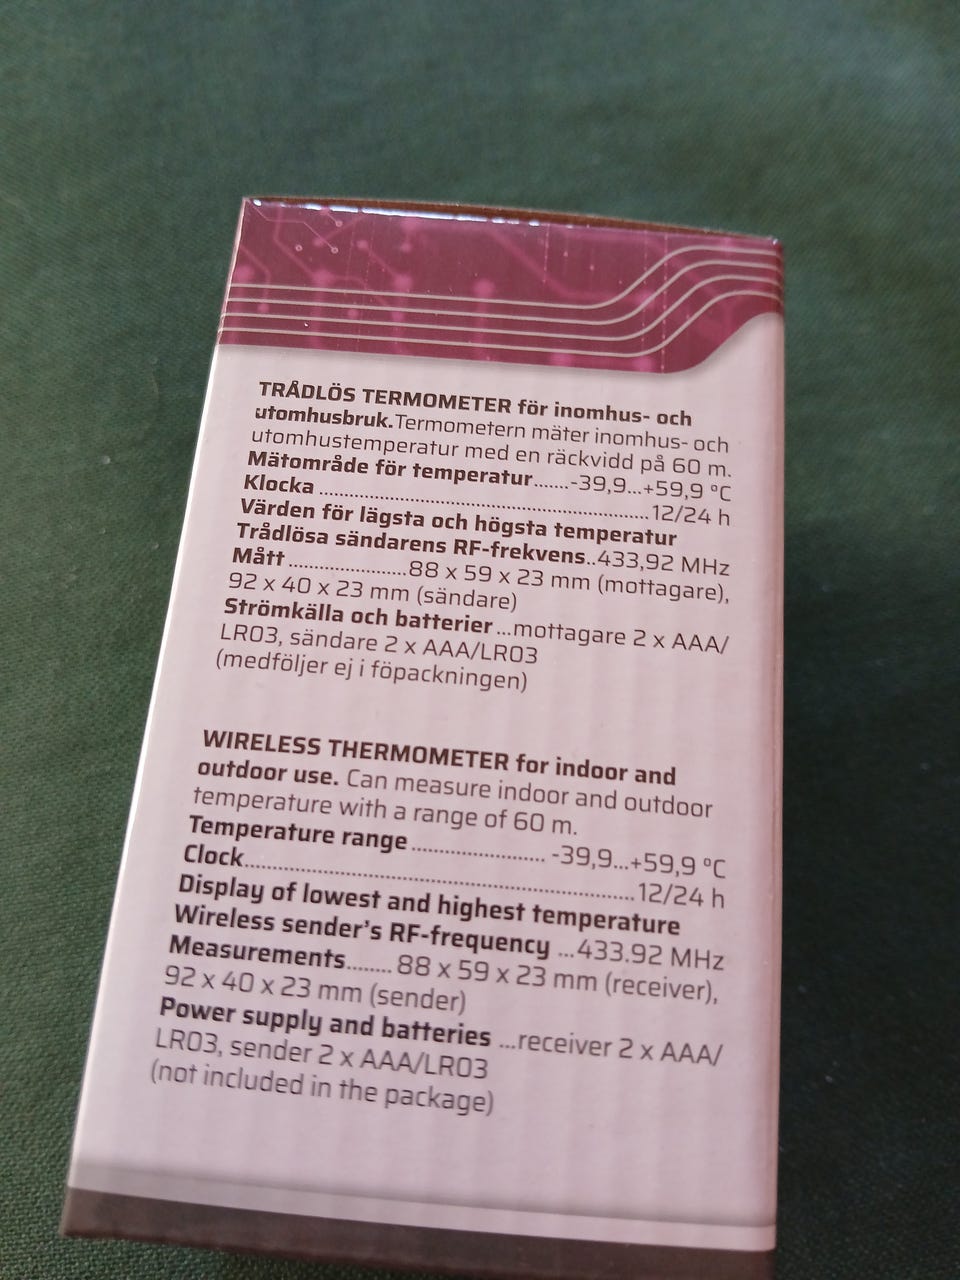 TRÅDLÖS TERMOMETER för inomhus- och
utomhusbruk.Termometern mäter inomhus- och
utomhustemperatur med en räckvidd på 60 m.
Mätområde för temperatur.......-39,9...+59,9 °C
Klocka ......................................................12/24 h
Värden för lägsta och högsta temperatur
Trådlösa sändarens RF-frekvens..433,92 MHz
Mått .....................88 x 59 x 23 mm (mottagare),
92 x 40 x 23 mm (sändare)
Strömkälla och batterier ...mottagare 2 x AAA/
LR03, sändare 2 x AAA/LR03
(medföljer ej i föpackningen)
WIRELESS THERMOMETER for indoor and
outdoor use. Can measure indoor and outdoor
temperature with a range of 60 m.
Temperature range ........................ -39,9...+59,9 °C
Clock................................................................12/24 h
Display of lowest and highest temperature
Wireless sender's RF-frequency ...433.92 MHz
Measurements........ 88 x 59 x 23 mm (receiver),
92 x 40 x 23 mm (sender)
Power supply and batteries ...receiver 2 x AAA/
LR03, sender 2 x AAA/LR03
(not included in the package)